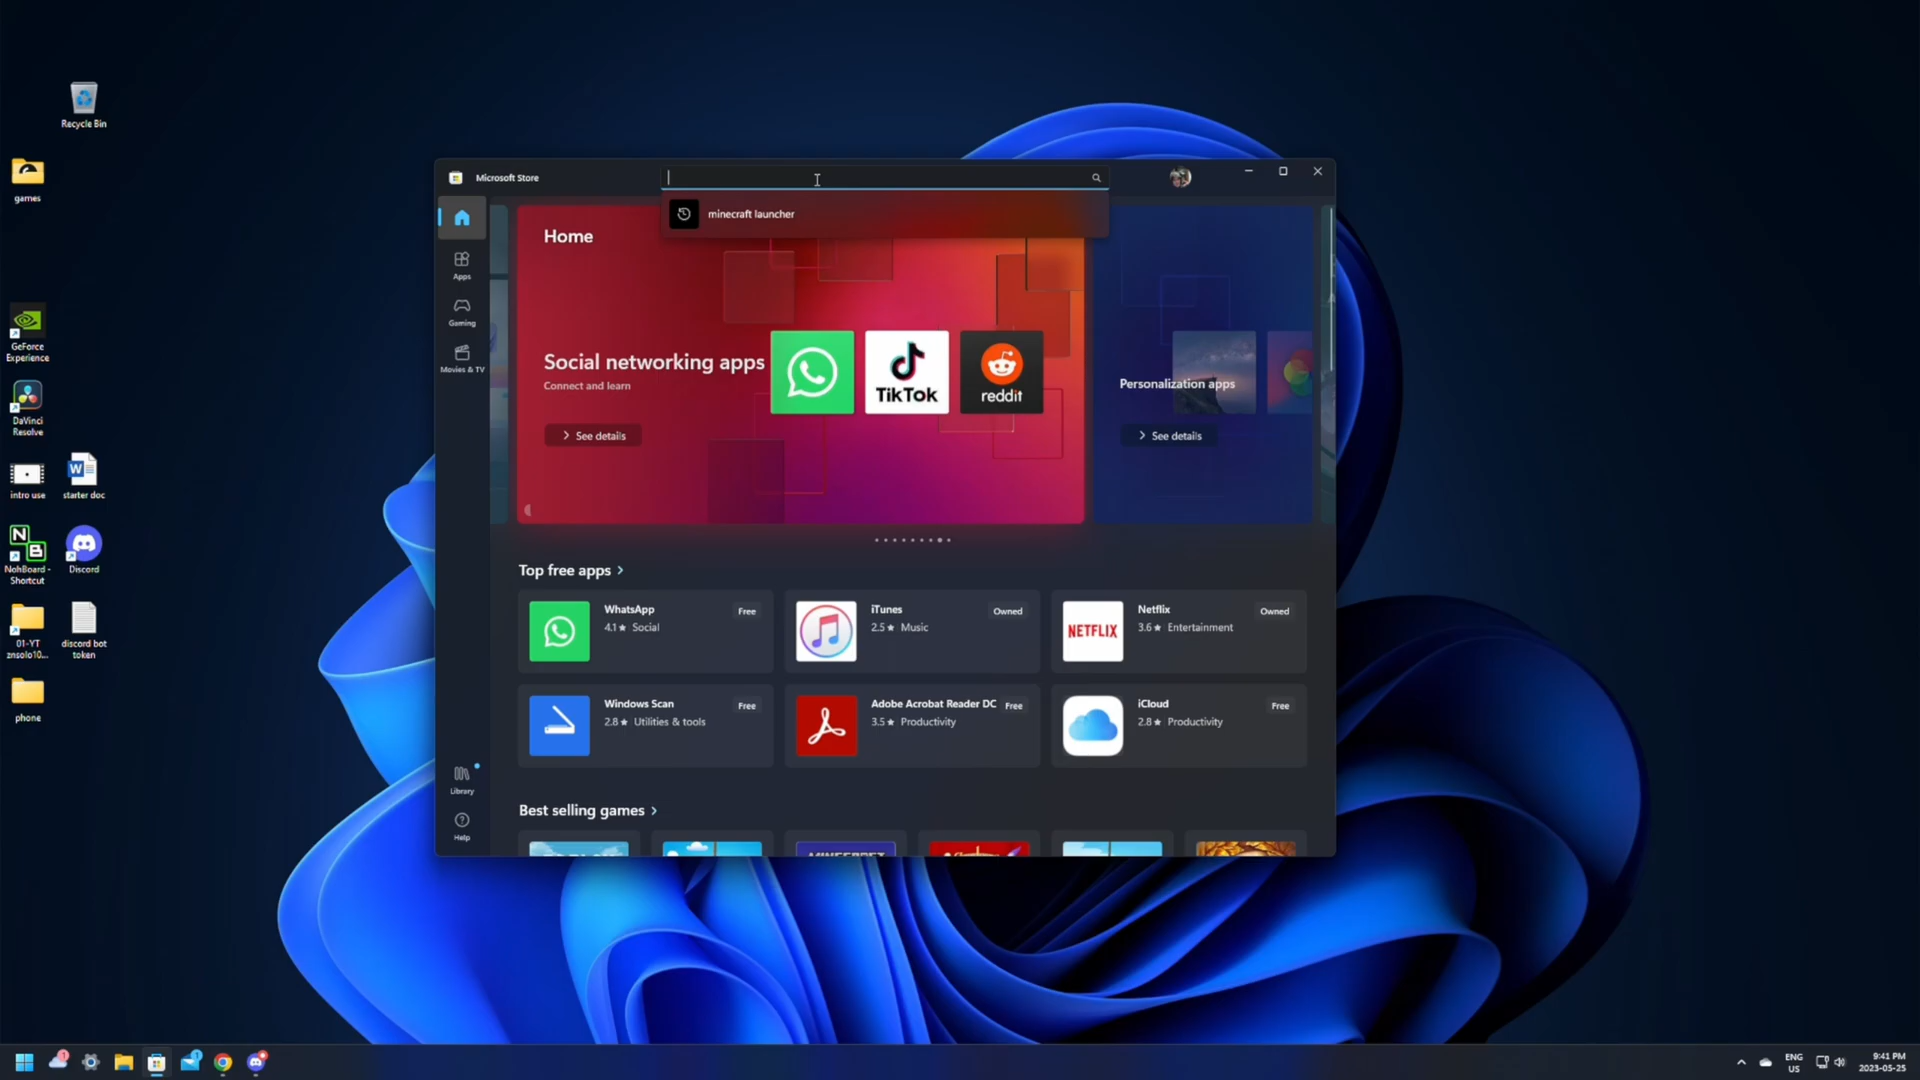 Recycle Bin
games
GeForce
Experience
DaVinci
Resolve
intro use
starter doc
NohBoard -
Shortcut
Discord
01-YT
znsolo10...
discord bot
token
phone
Microsoft Store
minecraft launcher
Home
Apps
Gaming
Movies & TV
Library
Help
Social networking apps
Connect and learn
See details
TikTok
reddit
Personalization apps
See details
Top free apps
WhatsApp
Free
4.1★ Social
iTunes
Owned
2.5★ Music
NETFLIX
Netflix
Owned
3.6★ Entertainment
Windows Scan
Free
2.8★ Utilities & tools
Adobe Acrobat Reader DC
Free
3.5★ Productivity
iCloud
Free
2.8★ Productivity
Best selling games
MINECRAFT
ENG
US
9:41 PM
2023-05-25